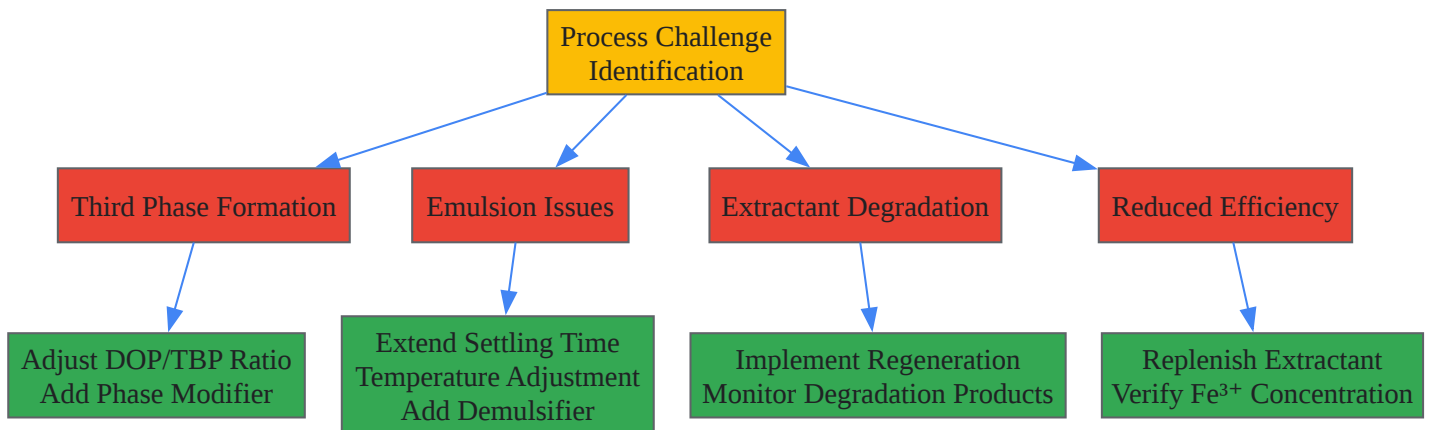 Process Challenge
Identification
Third Phase Formation
Emulsion Issues
Extractant Degradation
Reduced Efficiency
Adjust DOP/TBP Ratio
Add Phase Modifier
Extend Settling Time
Temperature Adjustment
Add Demulsifier
Implement Regeneration
Monitor Degradation Products
Replenish Extractant
Verify Fe³⁺ Concentration